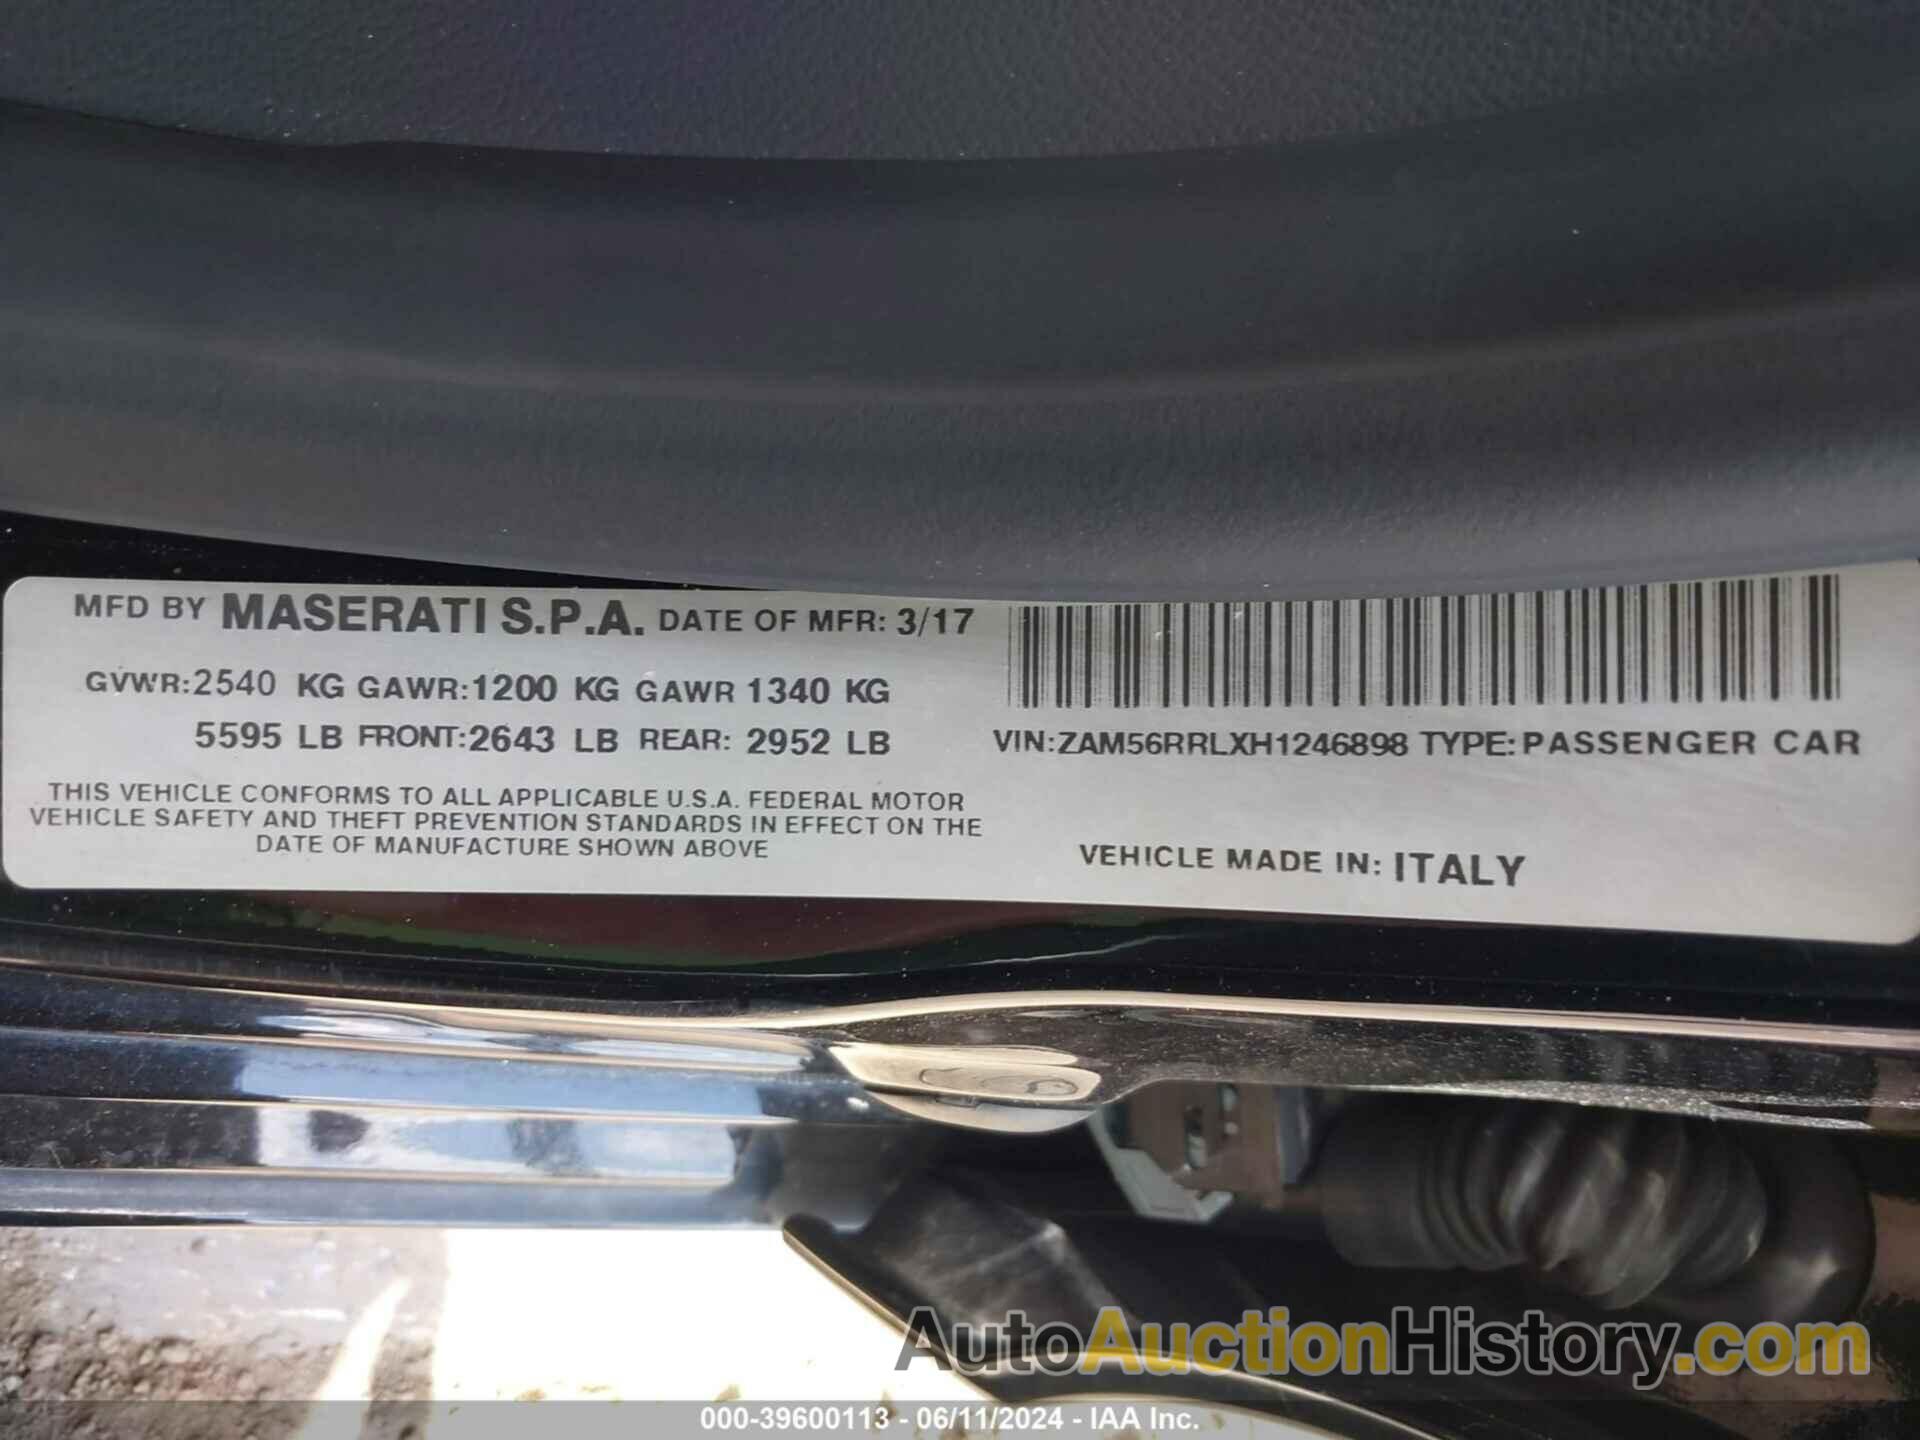 MFD BY MASERATI S.P.A. DATE OF MFR: 3/17
GVWR:2540 KG GAWR:1200 KG GAWR 1340 KG
5595 LB FRONT:2643 LB REAR: 2952 LB
THIS VEHICLE CONFORMS TO ALL APPLICABLE U.S.A. FEDERAL MOTOR
VEHICLE SAFETY AND THEFT PREVENTION STANDARDS IN EFFECT ON THE
DATE OF MANUFACTURE SHOWN ABOVE
VIN:ZAM56RRLXH1246898 TYPE:PASSENGER CAR
VEHICLE MADE IN: ITALY
AutoAuctionHistory.com
000-39600113 - 06/11/2024 - IAA Inc.